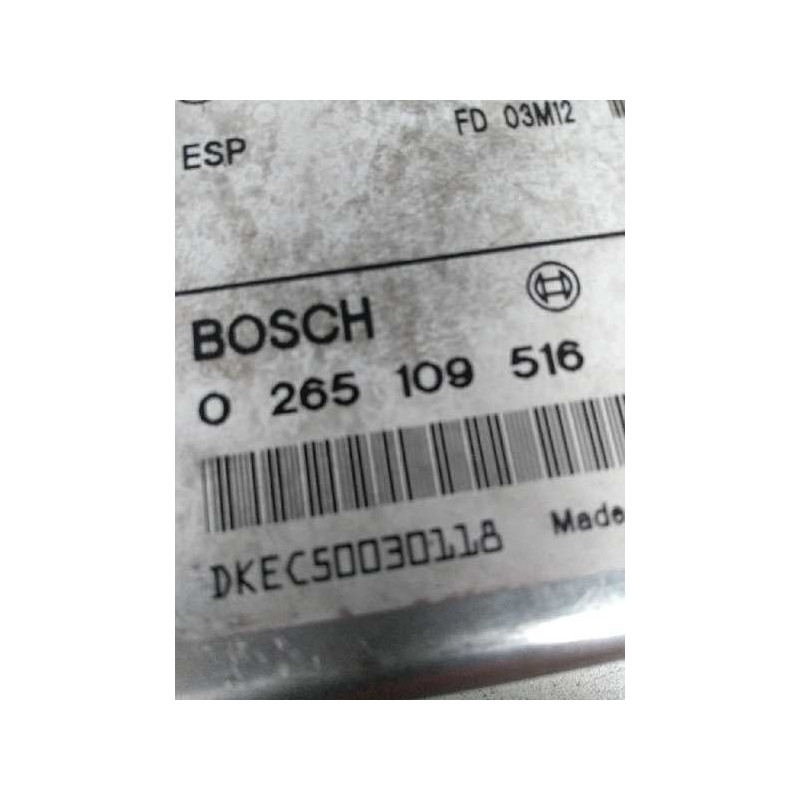 FD 03M12
ESP
BOSCH
0 265 109 516
DKEC50030118
Made